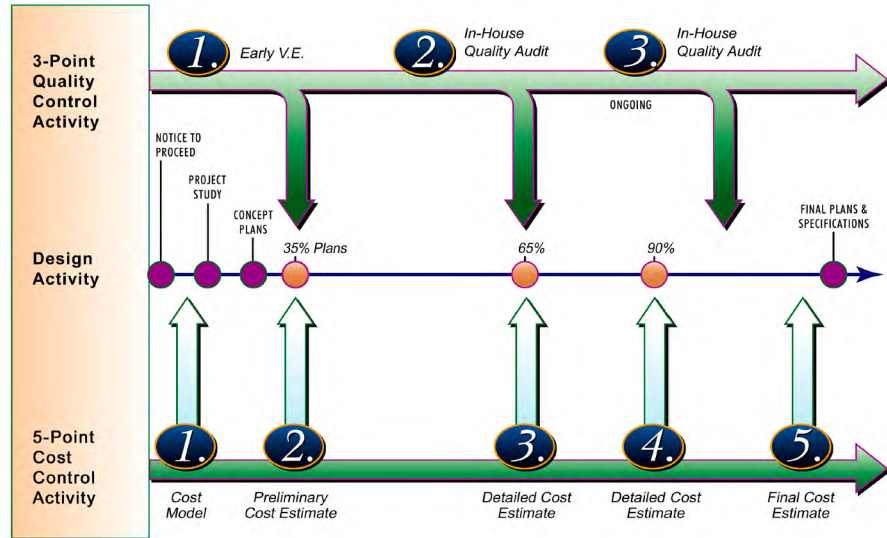 3-Point
Quality
Control
Activity
1.
Early V.E.
2.
In-House
Quality Audit
3.
In-House
Quality Audit
ONGOING
NOTICE TO
PROCEED
PROJECT
STUDY
CONCEPT
PLANS
Design
Activity
35% Plans
65%
90%
FINAL PLANS &
SPECIFICATIONS
5-Point
Cost
Control
Activity
1.
Cost
Model
2.
Preliminary
Cost Estimate
3.
Detailed Cost
Estimate
4.
Detailed Cost
Estimate
5.
Final Cost
Estimate